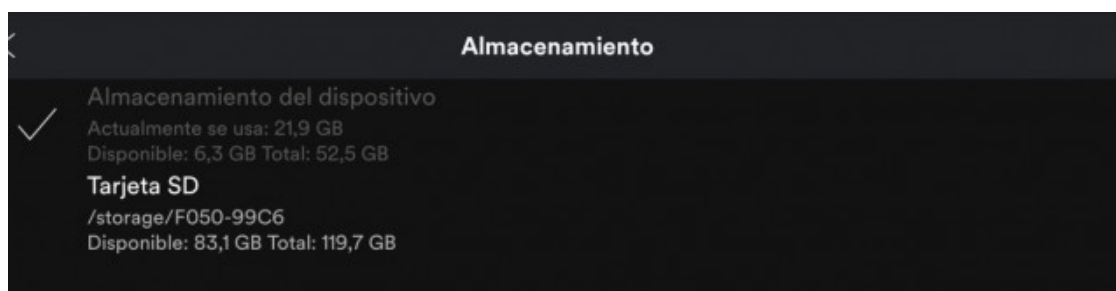 Almacenamiento
Almacenamiento del dispositivo
Actualmente se usa: 21,9 GB
Disponible: 6,3 GB Total: 52,5 GB
Tarjeta SD
/storage/F050-99C6
Disponible: 83,1 GB Total: 119,7 GB